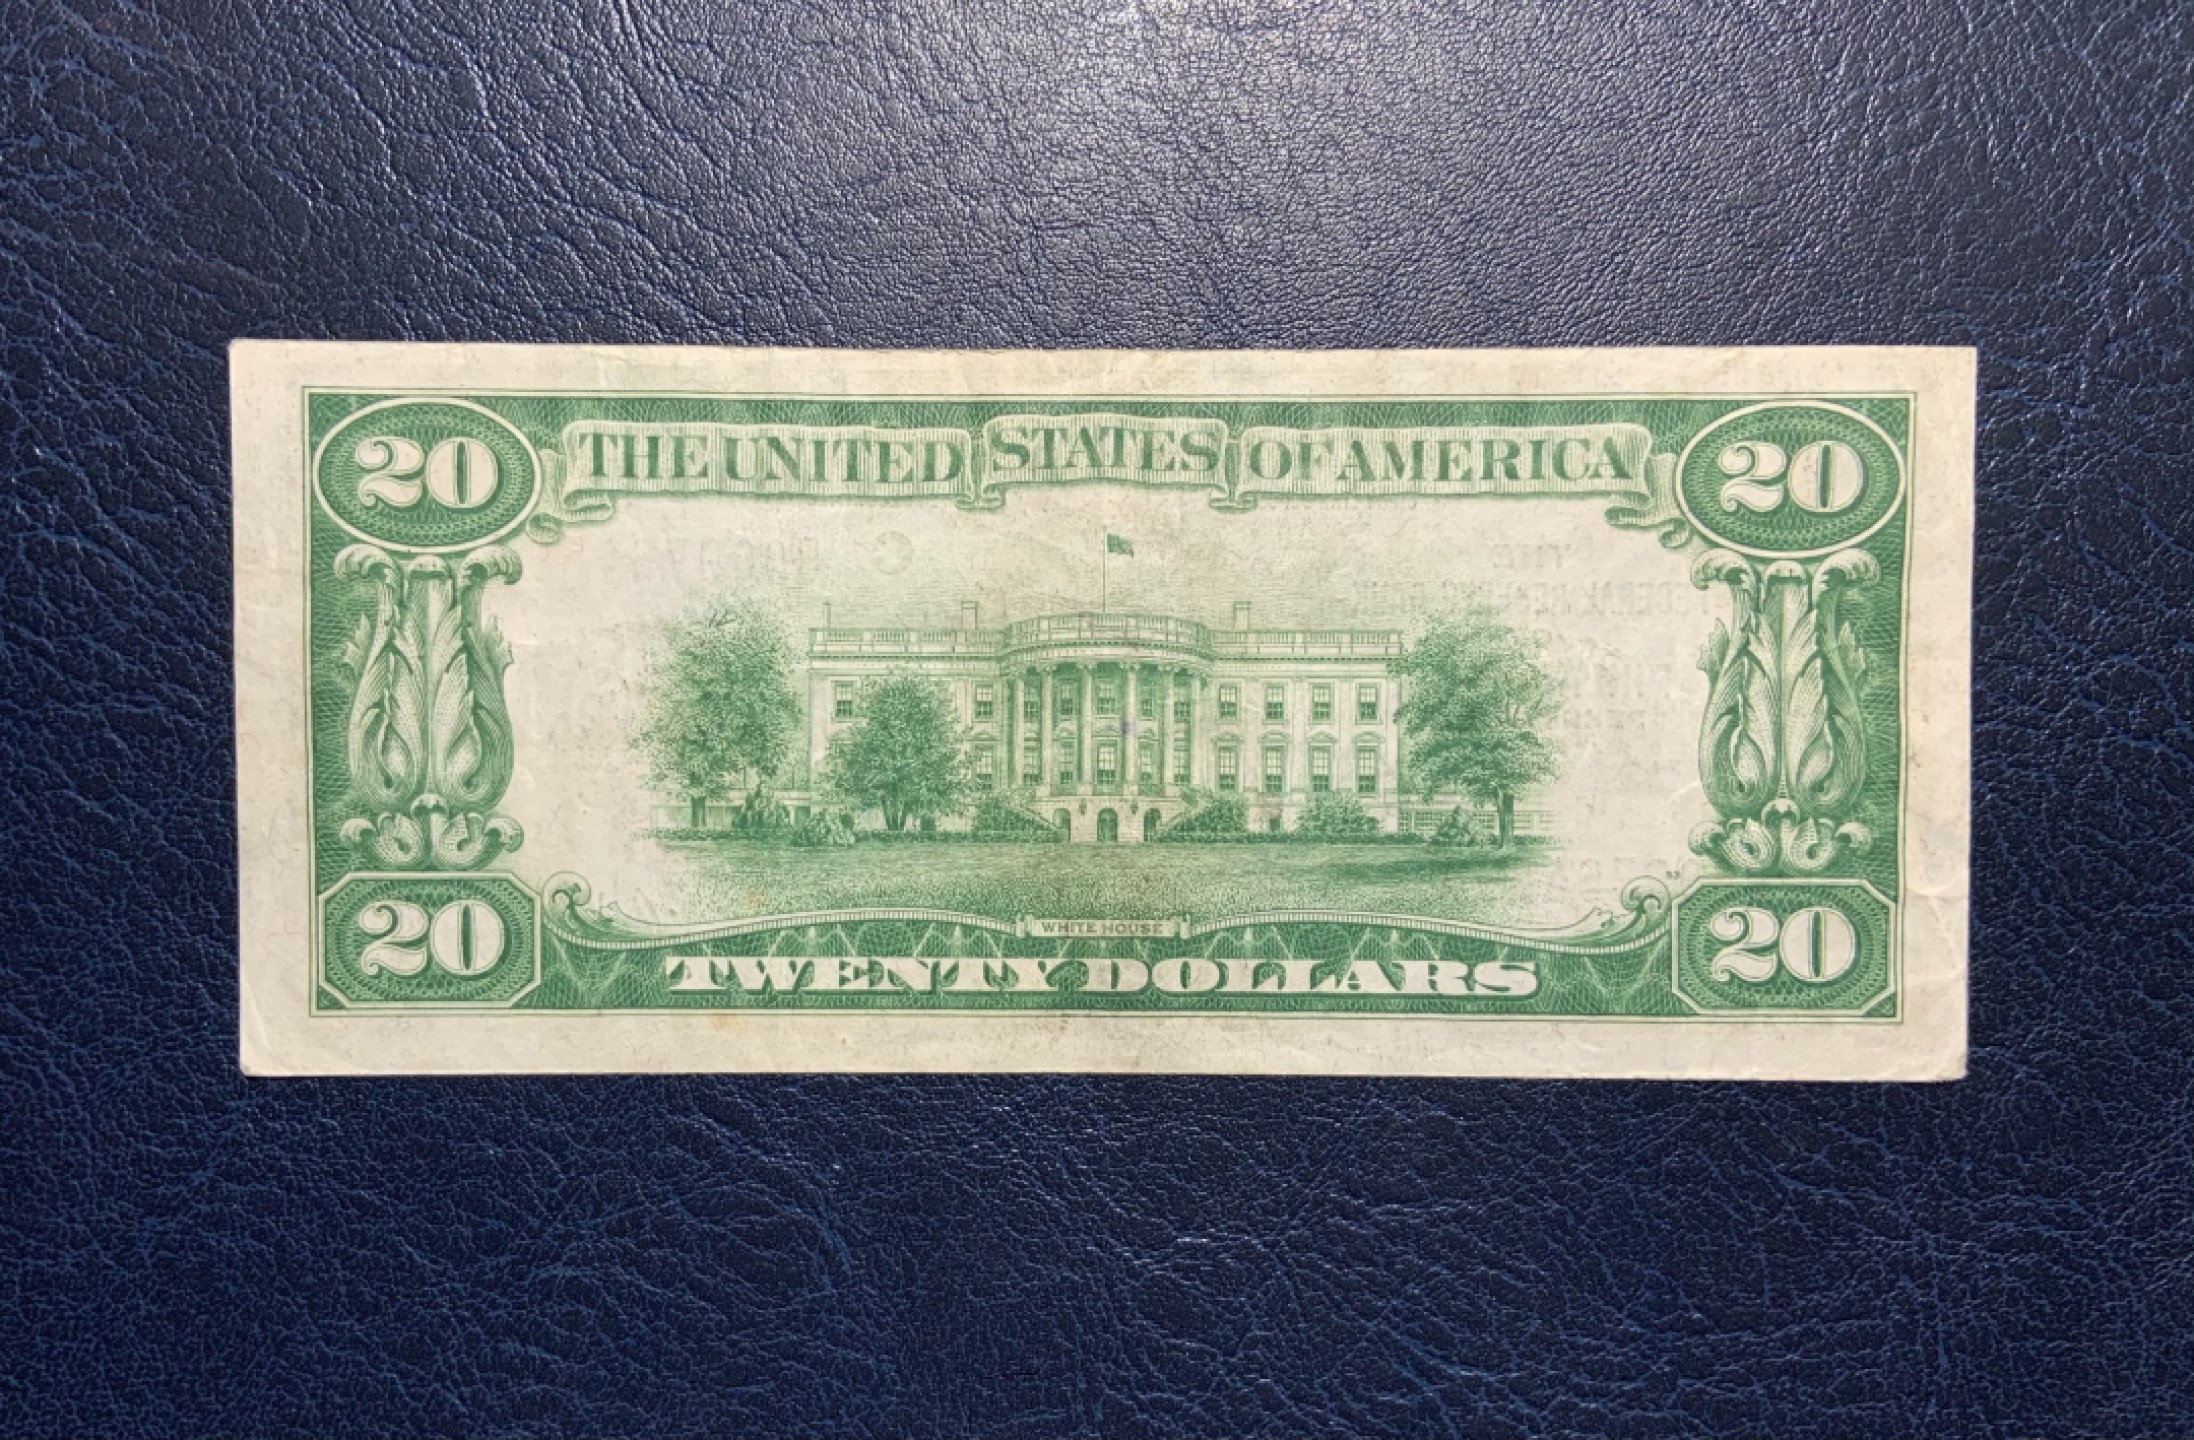 20 THE UNITED STATES OF AMERICA 20
WHITE HOUSE
20 TWENTY DOLLARS 20